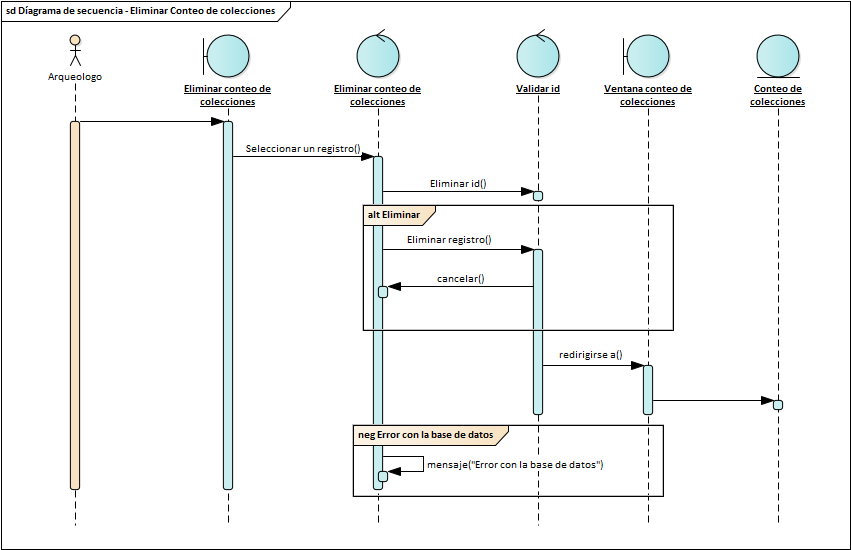 sd Diagrama de secuencia - Eliminar Conteo de colecciones
Arqueologo
Eliminar conteo de
colecciones
Eliminar conteo de
colecciones
Validar id
Ventana conteo de
colecciones
Conteo de
colecciones
Seleccionar un registro()
Eliminar id()
alt Eliminar
Eliminar registro()
cancelar()
redirigirse a()
neg Error con la base de datos
mensaje("Error con la base de datos")